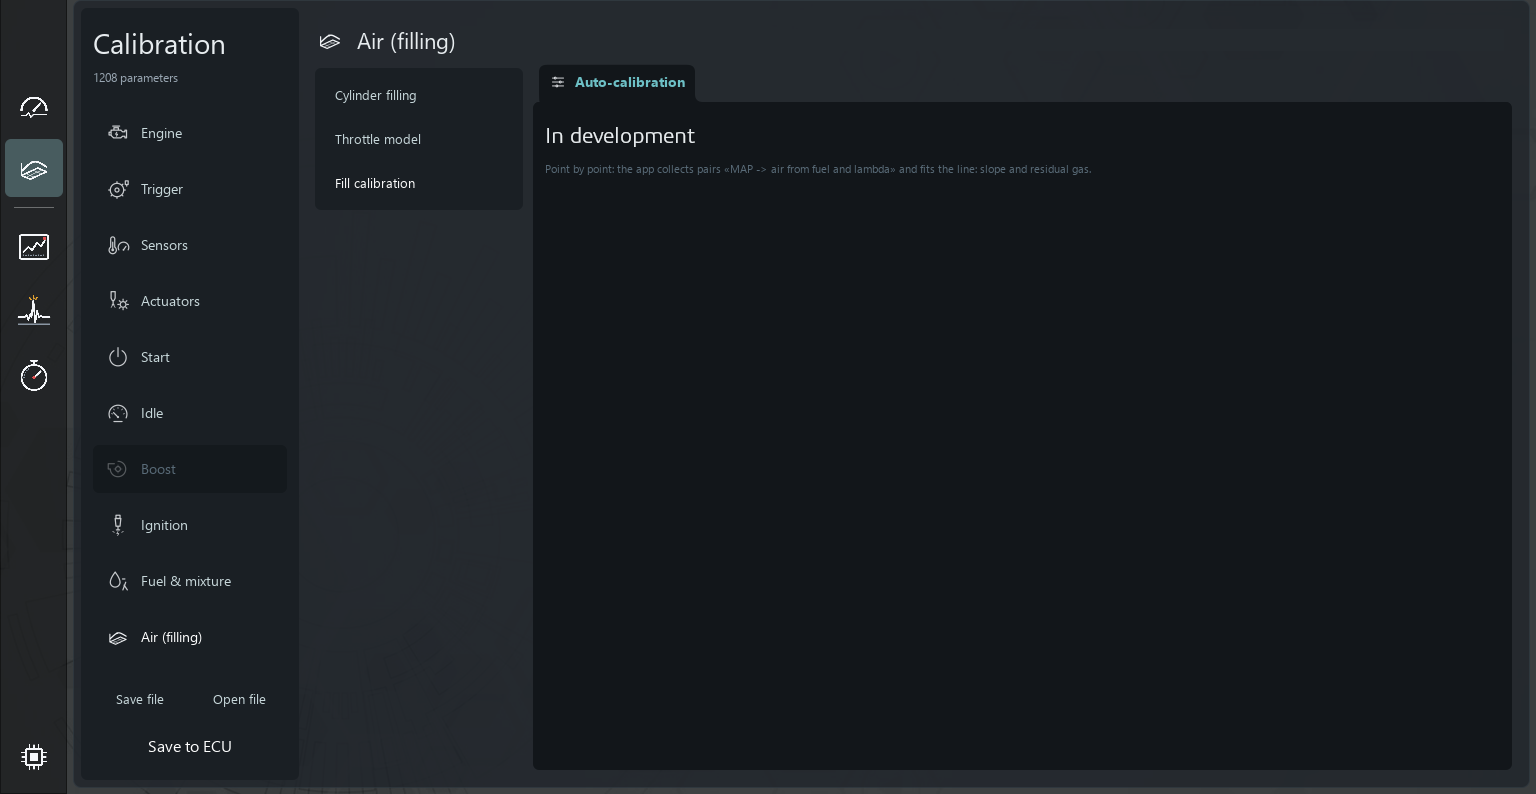 Calibration
1208 parameters
Engine
Trigger
Sensors
Actuators
Start
Idle
Boost
Ignition
Fuel & mixture
Air (filling)
Save file
Open file
Save to ECU
Air (filling)
Cylinder filling
Throttle model
Fill calibration
Auto-calibration
In development
Point by point: the app collects pairs «MAP -> air from fuel and lambda» and fits the line: slope and residual gas.